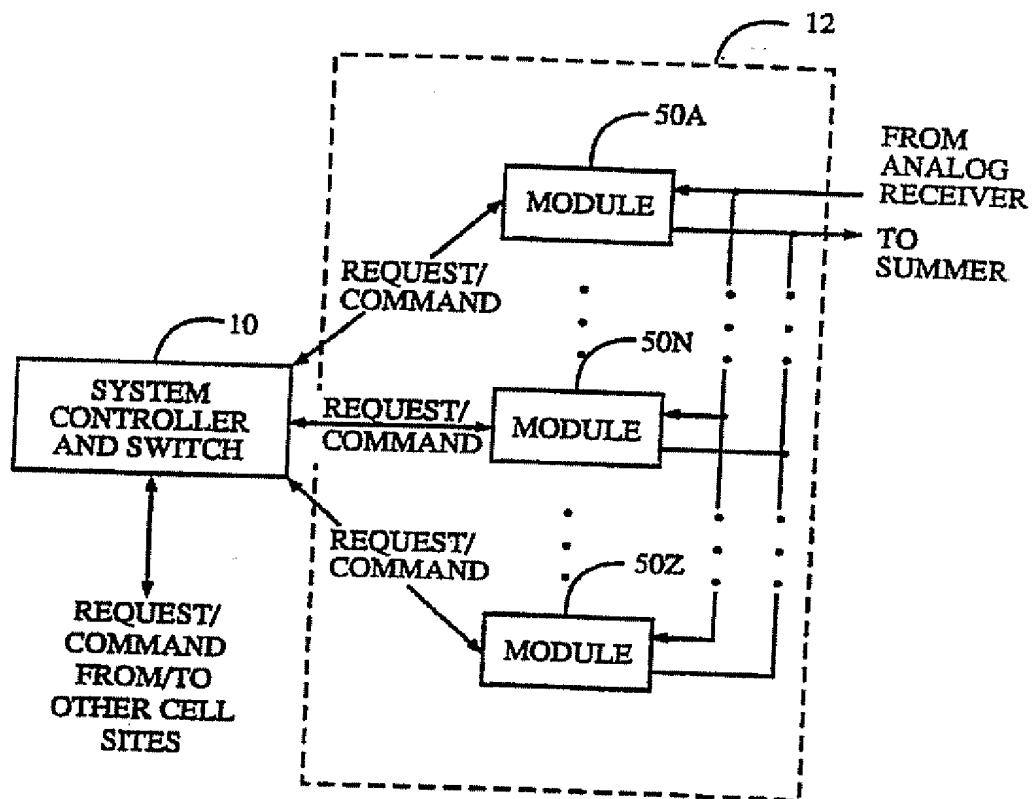 12
50A
FROM
ANALOG
RECEIVER
MODULE
TO
SUMMER
REQUEST/
COMMAND
10
50N
SYSTEM
CONTROLLER
AND SWITCH
REQUEST/
COMMAND
MODULE
REQUEST/
COMMAND
50Z
MODULE
REQUEST/
COMMAND
FROM/TO
OTHER CELL
SITES